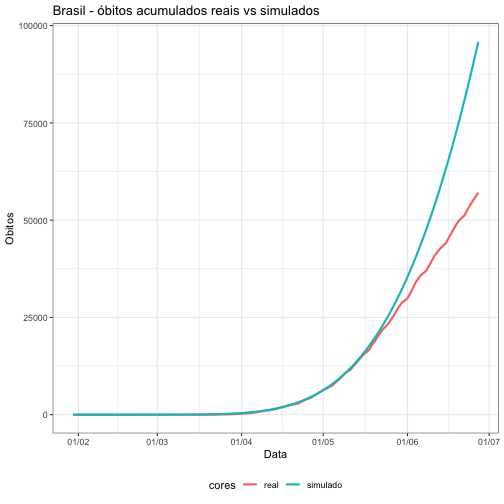 Brasil - óbitos acumulados reais vs simulados
100000
75000
50000
25000
0
Obitos
01/02 01/03 01/04 01/05 01/06 01/07
Data
cores real simulado